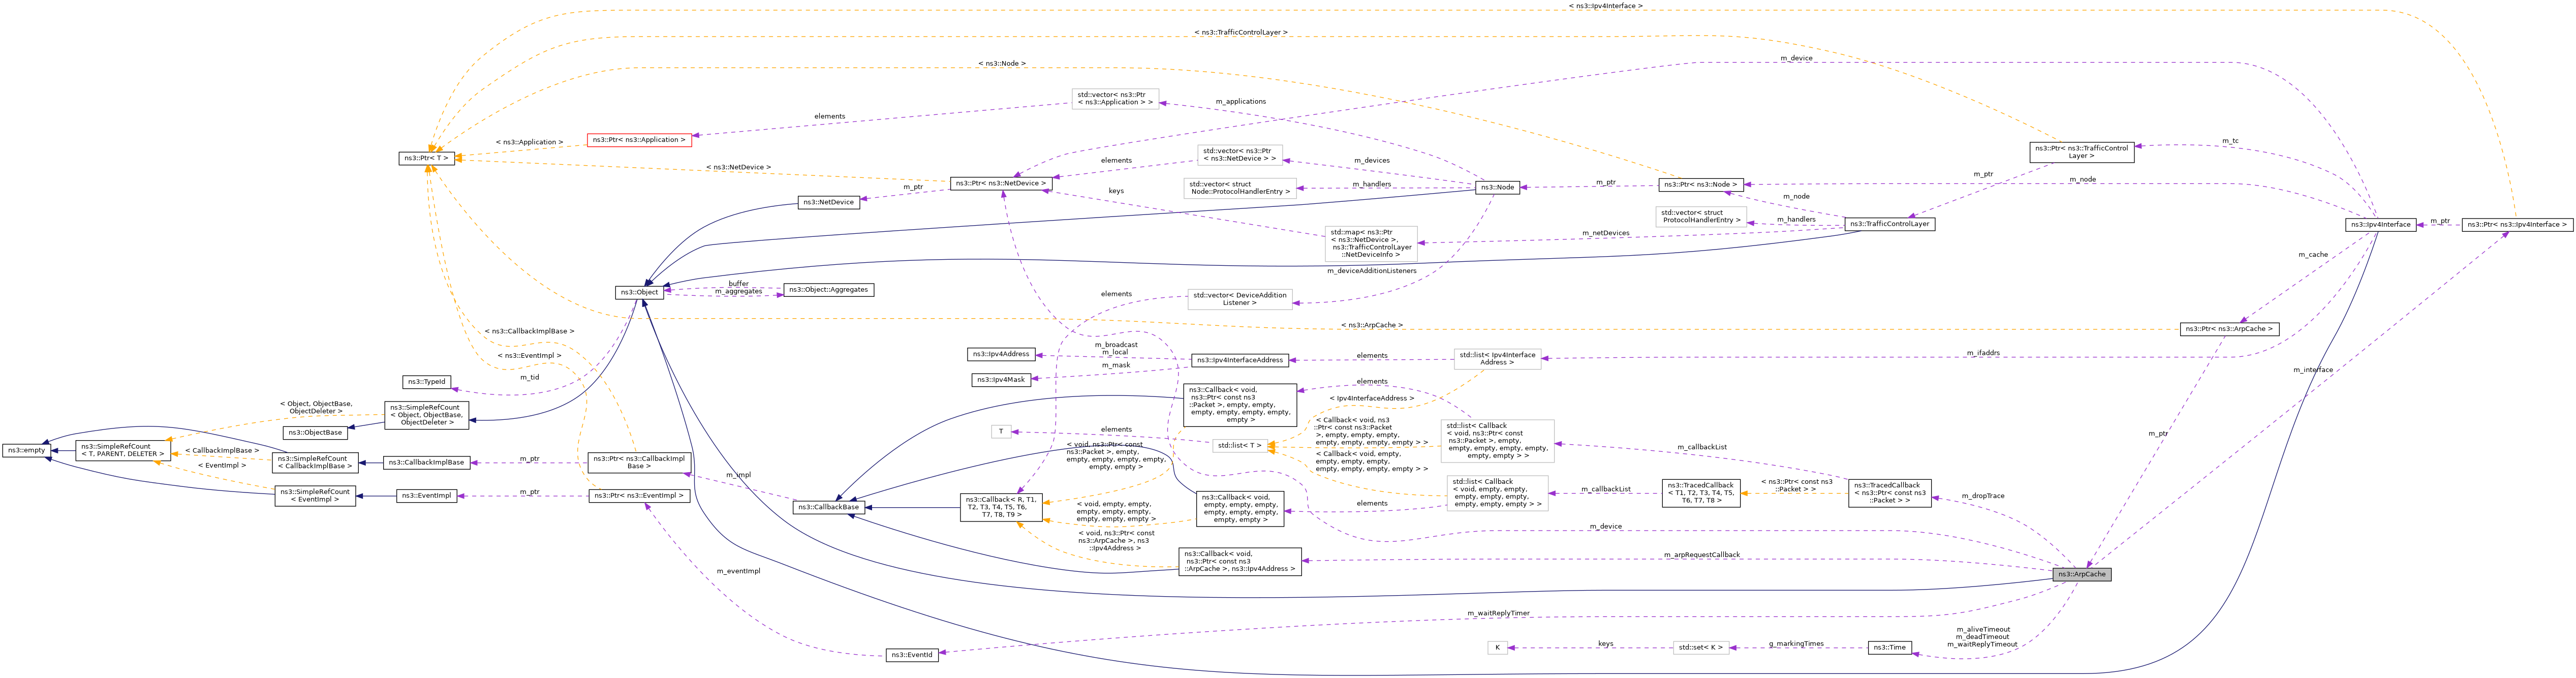 < ns3::Ipv4Interface >
< ns3::TrafficControlLayer >
< ns3::Node >
m_device
std::vector< ns3::Ptr
< ns3::Application > >
m_applications
elements
ns3::Ptr< ns3::Application >
< ns3::Application >
ns3::Ptr< T >
< ns3::NetDevice >
std::vector< ns3::Ptr
< ns3::NetDevice > >
elements
m_devices
ns3::Ptr< ns3::TrafficControl
Layer >
m_tc
ns3::Ptr< ns3::NetDevice >
m_ptr
ns3::NetDevice
keys
std::vector< struct
Node::ProtocolHandlerEntry >
m_handlers
ns3::Node
m_ptr
ns3::Ptr< ns3::Node >
m_ptr
m_node
m_node
std::vector< struct
ProtocolHandlerEntry >
m_handlers
ns3::TrafficControlLayer
ns3::Ipv4Interface
m_ptr
ns3::Ptr< ns3::Ipv4Interface >
std::map< ns3::Ptr
< ns3::NetDevice >,
ns3::TrafficControlLayer
::NetDeviceInfo >
m_netDevices
m_cache
m_deviceAdditionListeners
ns3::Object
buffer
m_aggregates
ns3::Object::Aggregates
elements
std::vector< DeviceAddition
Listener >
< ns3::ArpCache >
ns3::Ptr< ns3::ArpCache >
< ns3::CallbackImplBase >
< ns3::EventImpl >
m_tid
ns3::TypeId
ns3::Ipv4Address
m_broadcast
m_local
m_mask
ns3::Ipv4Mask
ns3::Ipv4InterfaceAddress
elements
std::list< Ipv4Interface
Address >
m_ifaddrs
m_interface
< Object, ObjectBase,
ObjectDeleter >
ns3::SimpleRefCount
< Object, ObjectBase,
ObjectDeleter >
ns3::ObjectBase
ns3::Callback< void,
ns3::Ptr< const ns3
::Packet >, empty, empty,
empty, empty, empty, empty,
empty >
elements
< Ipv4InterfaceAddress >
T
elements
std::list< T >
< Callback< void, ns3
::Ptr< const ns3::Packet
>, empty, empty, empty,
empty, empty, empty, empty > >
std::list< Callback
< void, ns3::Ptr< const
ns3::Packet >, empty,
empty, empty, empty, empty,
empty, empty > >
m_callbackList
m_ptr
ns3::empty
ns3::SimpleRefCount
< T, PARENT, DELETER >
< CallbackImplBase >
< EventImpl >
ns3::SimpleRefCount
< CallbackImplBase >
ns3::CallbackImplBase
m_ptr
ns3::Ptr< ns3::CallbackImpl
Base >
m_impl
< void, ns3::Ptr< const
ns3::Packet >, empty,
empty, empty, empty, empty,
empty, empty >
< Callback< void, empty,
empty, empty, empty,
empty, empty, empty, empty > >
ns3::SimpleRefCount
< EventImpl >
ns3::EventImpl
m_ptr
ns3::Ptr< ns3::EventImpl >
ns3::CallbackBase
ns3::Callback< R, T1,
T2, T3, T4, T5, T6,
T7, T8, T9 >
< void, empty, empty,
empty, empty, empty,
empty, empty, empty >
ns3::Callback< void,
empty, empty, empty,
empty, empty, empty,
empty, empty >
elements
std::list< Callback
< void, empty, empty,
empty, empty, empty,
empty, empty, empty > >
m_callbackList
ns3::TracedCallback
< T1, T2, T3, T4, T5,
T6, T7, T8 >
< ns3::Ptr< const ns3
::Packet > >
ns3::TracedCallback
< ns3::Ptr< const ns3
::Packet > >
m_dropTrace
m_device
< void, ns3::Ptr< const
ns3::ArpCache >, ns3
::Ipv4Address >
ns3::Callback< void,
ns3::Ptr< const ns3
::ArpCache >, ns3::Ipv4Address >
m_arpRequestCallback
ns3::ArpCache
m_eventImpl
m_waitReplyTimer
m_aliveTimeout
m_deadTimeout
m_waitReplyTimeout
ns3::EventId
K
keys
std::set< K >
g_markingTimes
ns3::Time